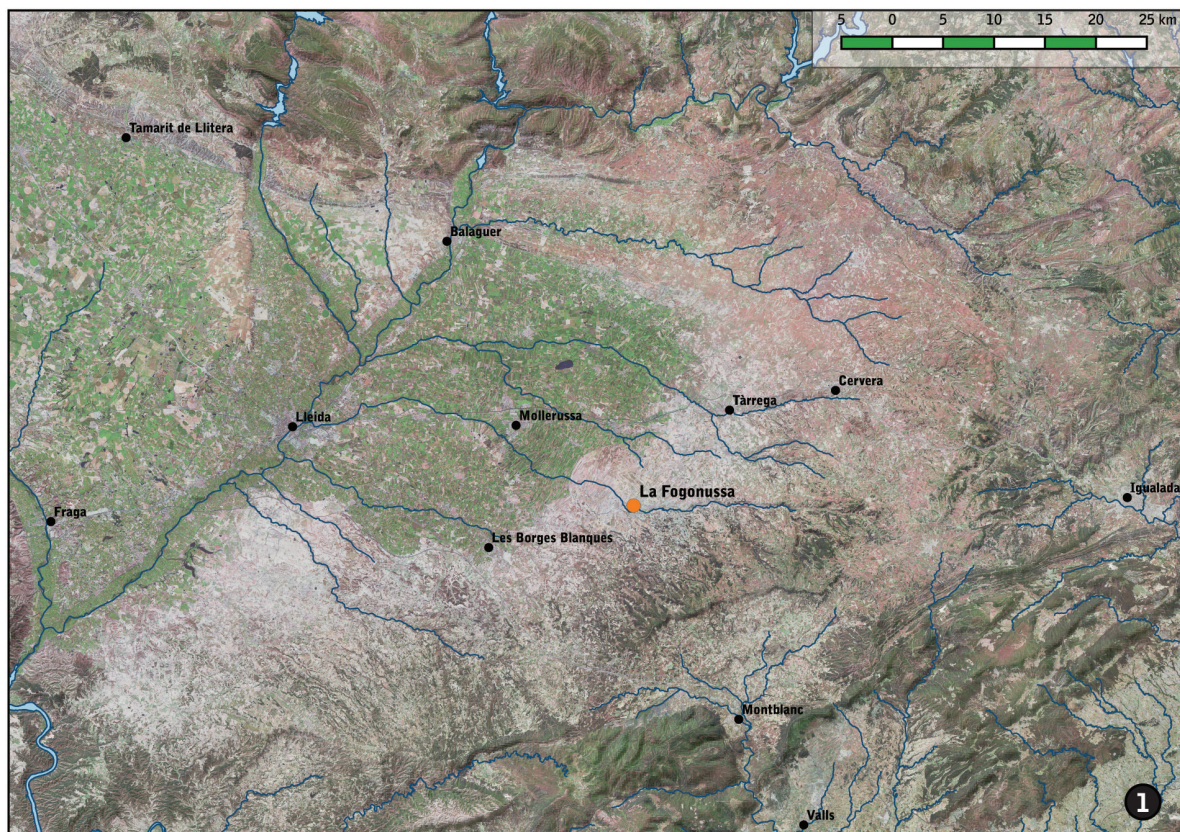 5 0 5 10 15 20 25 km
Tamarit de Llitera
Balaguer
Cervera
Tàrrega
Lleida
Mollerussa
La Fogonussa
Igualada
Fraga
Les Borges Blanques
Montblanc
Valls
1